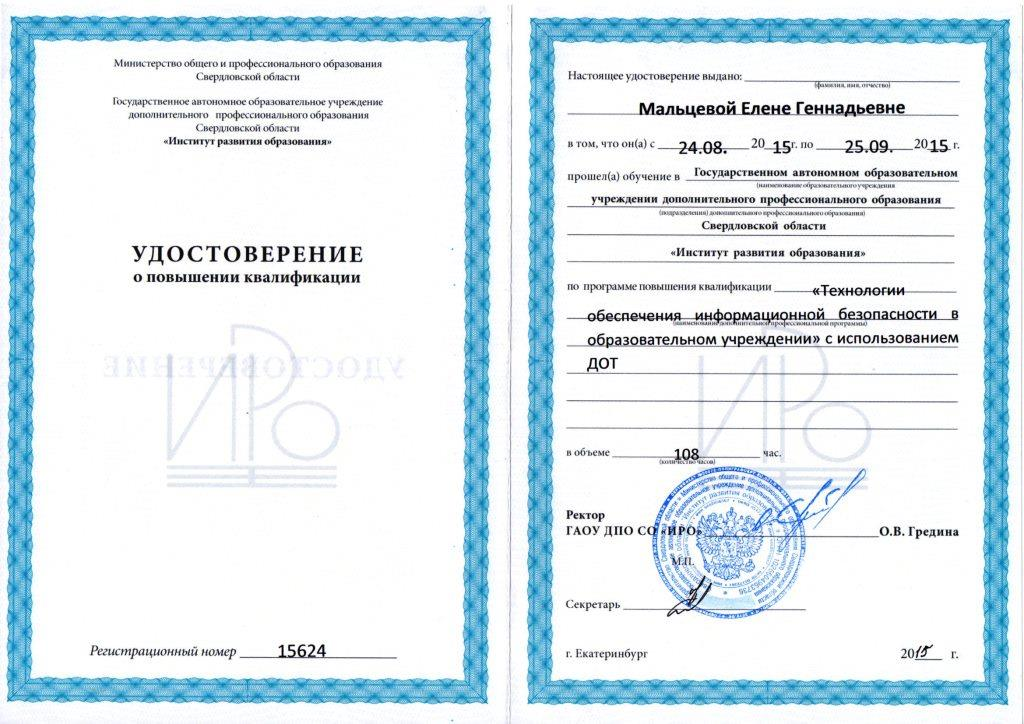 Министерство общего и профессионального образования
Свердловской области
Государственное автономное образовательное учреждение
дополнительного профессионального образования
Свердловской области
«Институт развития образования»
УДОСТОВЕРЕНИЕ
о повышении квалификации
УДОСТОВЕРЕНИЕ
ИРО
Регистрационный номер 15624
Настоящее удостоверение выдано:
(фамилия, имя, отчество)
Мальцевой Елене Геннадьевне
в том, что он(а) с 24.08. 2015г. по 25.09. 2015 г.
прошел(а) обучение в Государственном автономном образовательном
(наименование образовательного учреждения
учреждении дополнительного профессионального образования
(подразделения) дополнительного профессионального образования)
Свердловской области
«Институт развития образования»
по программе повышения квалификации «Технологии
обеспечения информационной безопасности в
(наименование дополнительной профессиональной программы)
образовательном учреждении» с использованием
ДОТ
ИРО
в объеме 108 час.
(количество часов)
Ректор
ГАОУ ДПО СО «ИРО» О.В. Гредина
М.П.
Секретарь
г. Екатеринбург 2015 г.